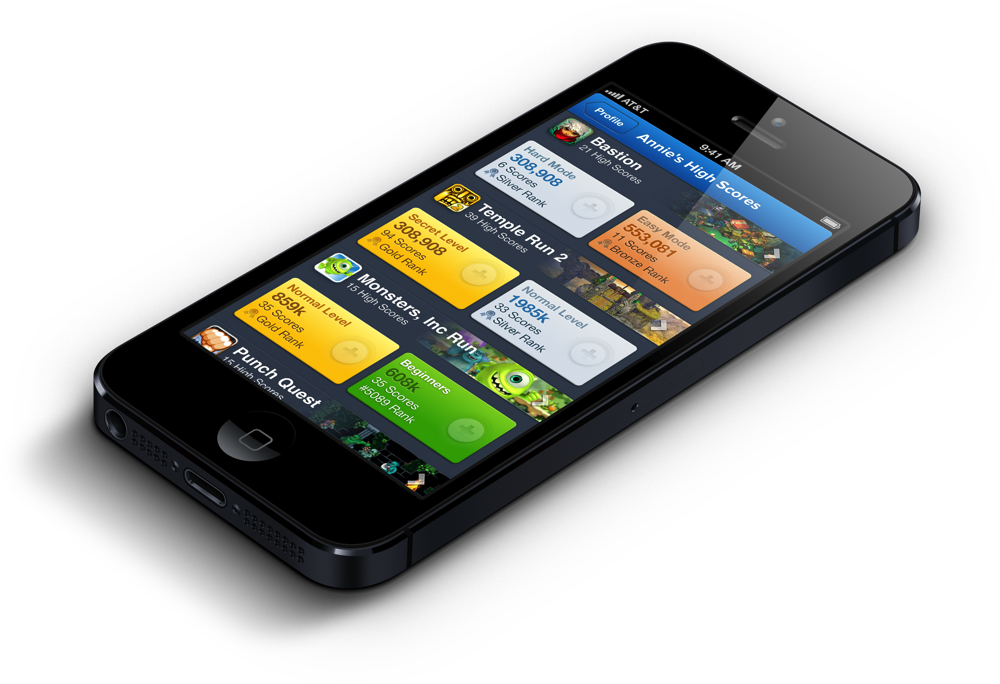 AT&T
9:41 AM
Profile
Annie's High Scores
Bastion
21 High Scores
Hard Mode
308,908
6 Scores
Silver Rank
Easy Mode
553,081
11 Scores
Bronze Rank
Temple Run 2
39 High Scores
Secret Level
308,908
94 Scores
Gold Rank
Normal Level
1985k
33 Scores
Silver Rank
Monsters, Inc Run
15 High Scores
Normal Level
859k
35 Scores
Gold Rank
Beginners
608k
35 Scores
#5089 Rank
Punch Quest
15 High Scores